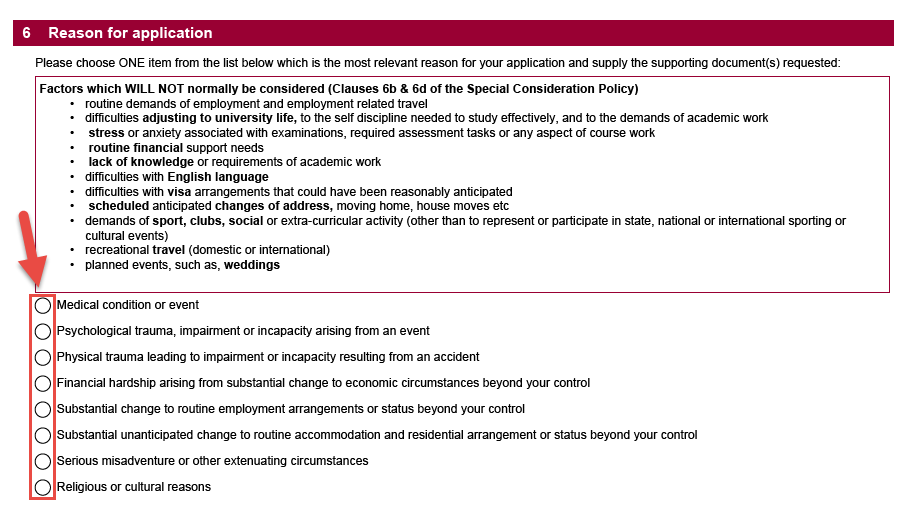 6 Reason for application
Please choose ONE item from the list below which is the most relevant reason for your application and supply the supporting document(s) requested:
Factors which WILL NOT normally be considered (Clauses 6b & 6d of the Special Consideration Policy)
• routine demands of employment and employment related travel
• difficulties adjusting to university life, to the self discipline needed to study effectively, and to the demands of academic work
• stress or anxiety associated with examinations, required assessment tasks or any aspect of course work
• routine financial support needs
• lack of knowledge or requirements of academic work
• difficulties with English language
• difficulties with visa arrangements that could have been reasonably anticipated
• scheduled anticipated changes of address, moving home, house moves etc
• demands of sport, clubs, social or extra-curricular activity (other than to represent or participate in state, national or international sporting or
cultural events)
• recreational travel (domestic or international)
• planned events, such as, weddings
Medical condition or event
Psychological trauma, impairment or incapacity arising from an event
Physical trauma leading to impairment or incapacity resulting from an accident
Financial hardship arising from substantial change to economic circumstances beyond your control
Substantial change to routine employment arrangements or status beyond your control
Substantial unanticipated change to routine accommodation and residential arrangement or status beyond your control
Serious misadventure or other extenuating circumstances
Religious or cultural reasons